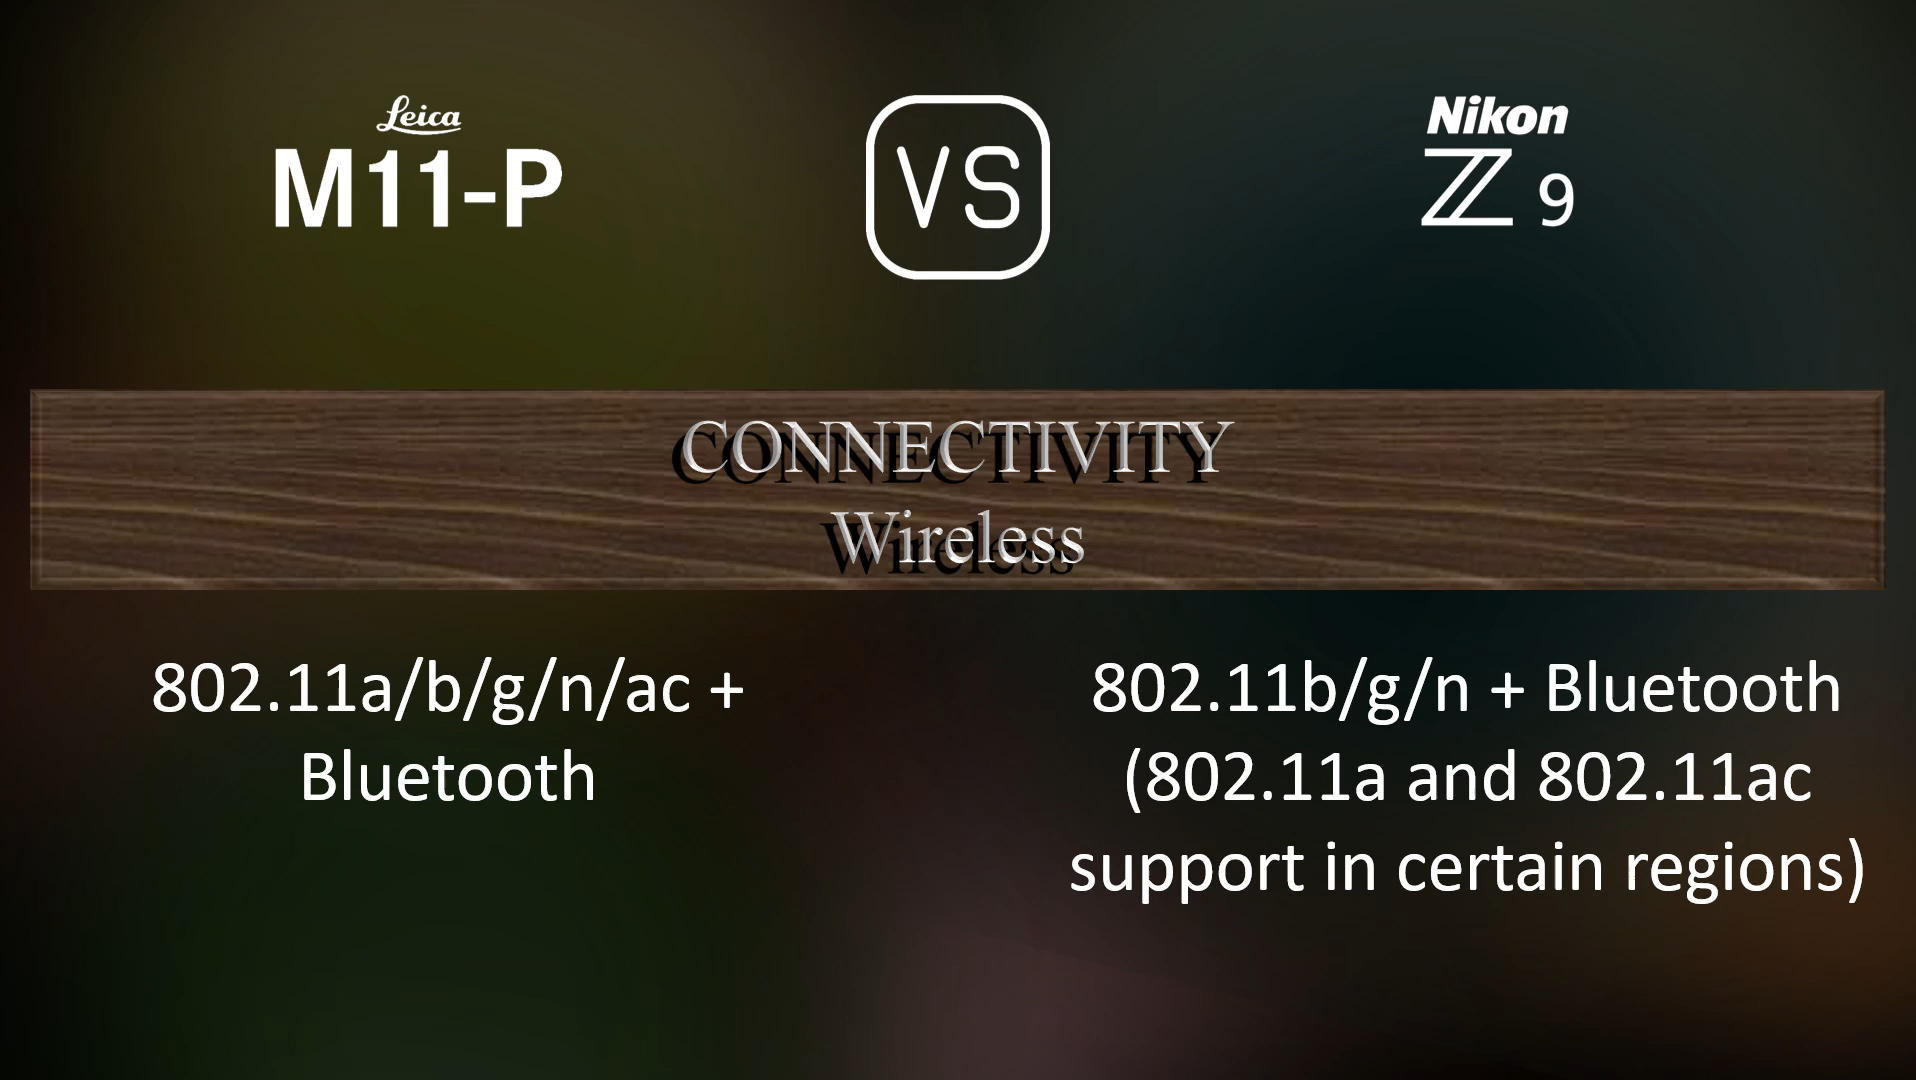 Leica
M11-P
VS
Nikon
Z 9
CONNECTIVITY
Wireless
802.11a/b/g/n/ac +
Bluetooth
802.11b/g/n + Bluetooth
(802.11a and 802.11ac
support in certain regions)